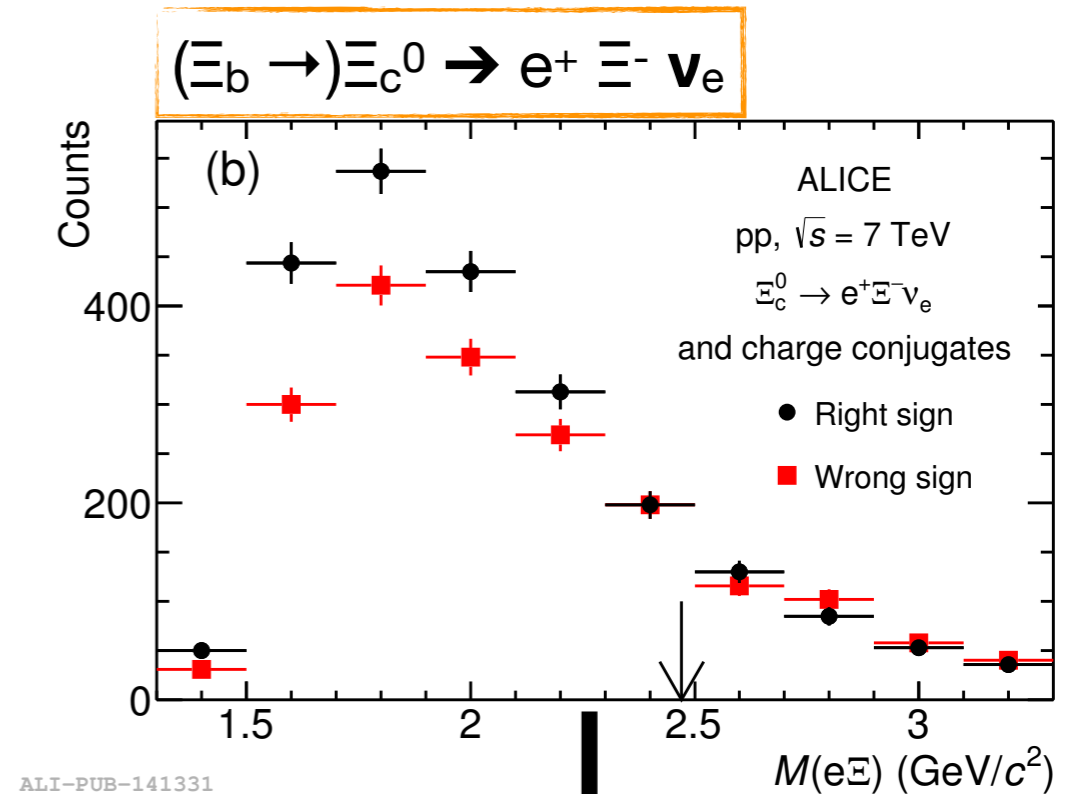 (Ξb →)Ξc⁰ ➔ e⁺ Ξ⁻ νe
Counts
(b)
ALICE
pp, √s = 7 TeV
Ξc⁰ → e⁺Ξ⁻νe
and charge conjugates
Right sign
Wrong sign
400
200
0
1.5
2
2.5
3
M(eΞ) (GeV/c²)
ALI-PUB-141331